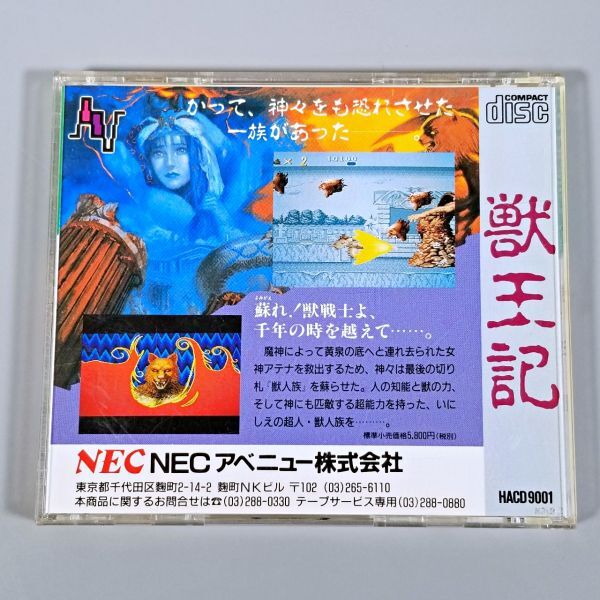 かつて、神々をも恐れさせた
一族があった――――。
COMPACT
disc
獣王記
× 2
蘇れ!獣戦士よ、
よみがえ
千年の時を越えて……。
魔神によって黄泉の底へと連れ去られた女
神アテナを救出するため、神々は最後の切り
札「獣人族」を蘇らせた。人の知能と獣の力、
そして神にも匹敵する超能力を持った、いに
しえの超人・獣人族を………。
標準小売価格5,800円(税別)
NEC NECアベニュー株式会社
東京都千代田区麹町2-14-2 麹町NKビル 〒102 (03)265-6110
本商品に関するお問合せは☎(03)288-0330 テープサービス専用(03)288-0880
HACD9001